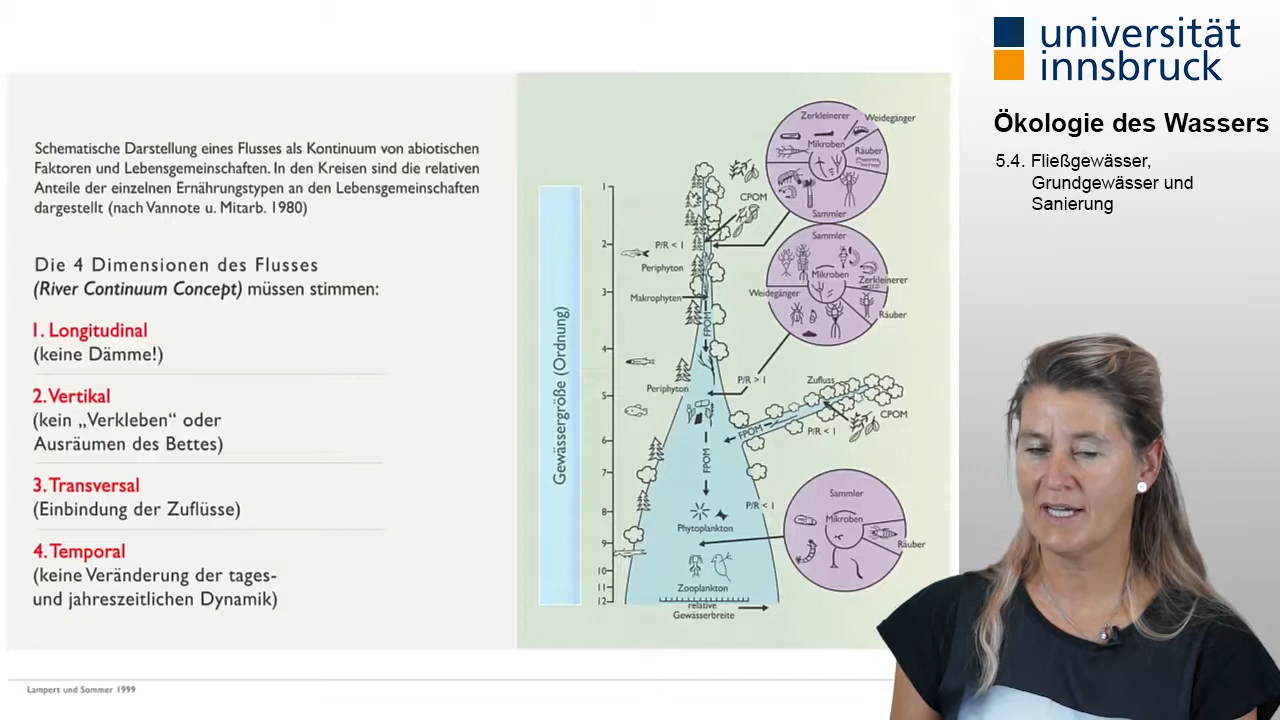 universität
innsbruck
Ökologie des Wassers
5.4. Fließgewässer,
Grundgewässer und
Sanierung
Schematische Darstellung eines Flusses als Kontinuum von abiotischen
Faktoren und Lebensgemeinschaften. In den Kreisen sind die relativen
Anteile der einzelnen Ernährungstypen an den Lebensgemeinschaften
dargestellt (nach Vannote u. Mitarb. 1980)
Die 4 Dimensionen des Flusses
(River Continuum Concept) müssen stimmen:
1. Longitudinal
(keine Dämme!)
2. Vertikal
(kein „Verkleben“ oder
Ausräumen des Bettes)
3. Transversal
(Einbindung der Zuflüsse)
4. Temporal
(keine Veränderung der tages-
und jahreszeitlichen Dynamik)
Gewässergröße (Ordnung)
1
2
3
4
5
6
7
8
9
10
11
12
Zerkleinerer
Weidegänger
Mikroben
Räuber
Sammler
CPOM
P/R < 1
Periphyton
Makrophyten
FPOM
Sammler
Mikroben
Zerkleinerer
Weidegänger
Räuber
P/R > 1
Periphyton
Zufluss
CPOM
P/R < 1
FPOM
FPOM
P/R < 1
Phytoplankton
Sammler
Mikroben
Räuber
Zooplankton
relative
Gewässerbreite
Lampert und Sommer 1999